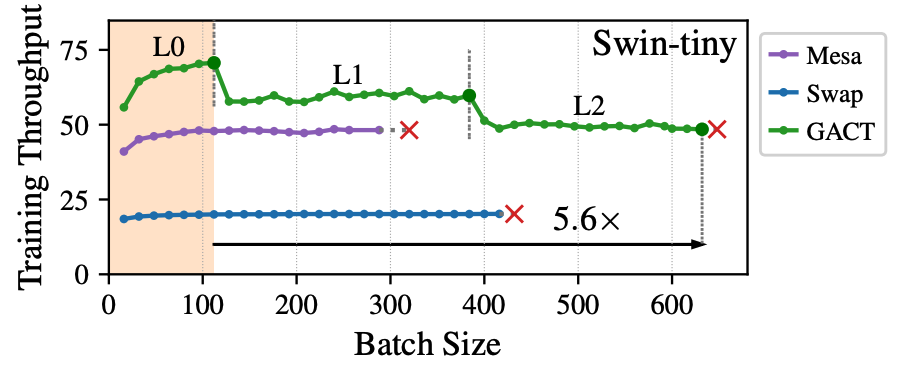 Swin-tiny
L0
L1
L2
5.6×
75
50
25
0
0 100 200 300 400 500 600
Training Throughput
Batch Size
Mesa
Swap
GACT